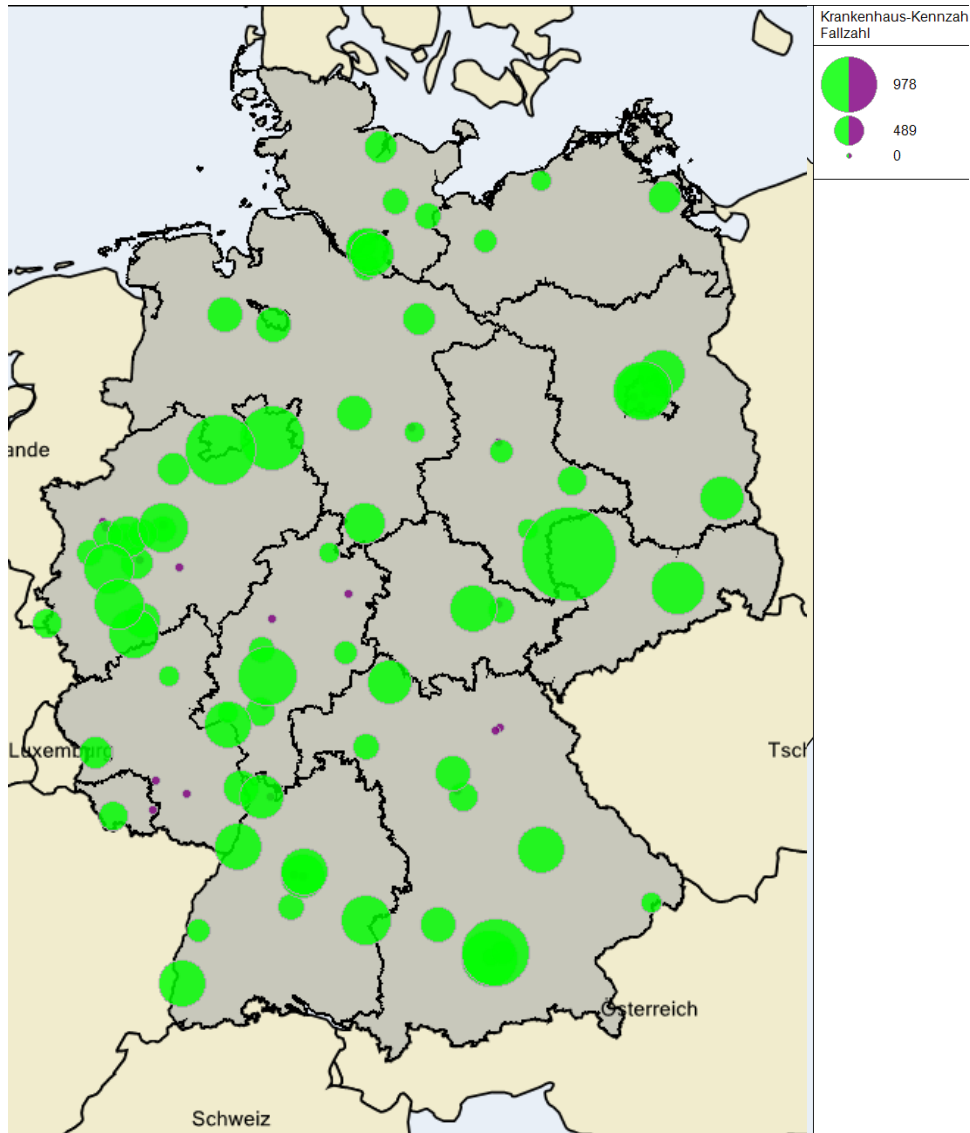 Krankenhaus-Kennzah
Fallzahl
978
489
0
ande
Luxemburg
Tsch
Österreich
Schweiz